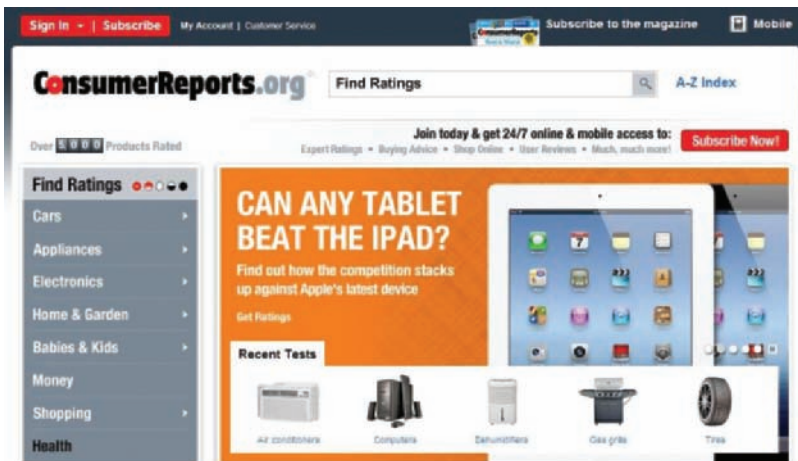 Sign In | Subscribe My Account | Customer Service Subscribe to the magazine Mobile
ConsumerReports.org Find Ratings A-Z Index
Over 5000 Products Rated
Join today & get 24/7 online & mobile access to: Subscribe Now!
Expert Ratings • Buying Advice • Shop Online • User Reviews • Much, much more!
Find Ratings
Cars
Appliances
Electronics
Home & Garden
Babies & Kids
Money
Shopping
Health
CAN ANY TABLET
BEAT THE IPAD?
Find out how the competition stacks
up against Apple's latest device
Get Ratings
Recent Tests
Air conditioners Computers Dehumidifiers Gas grills Tires